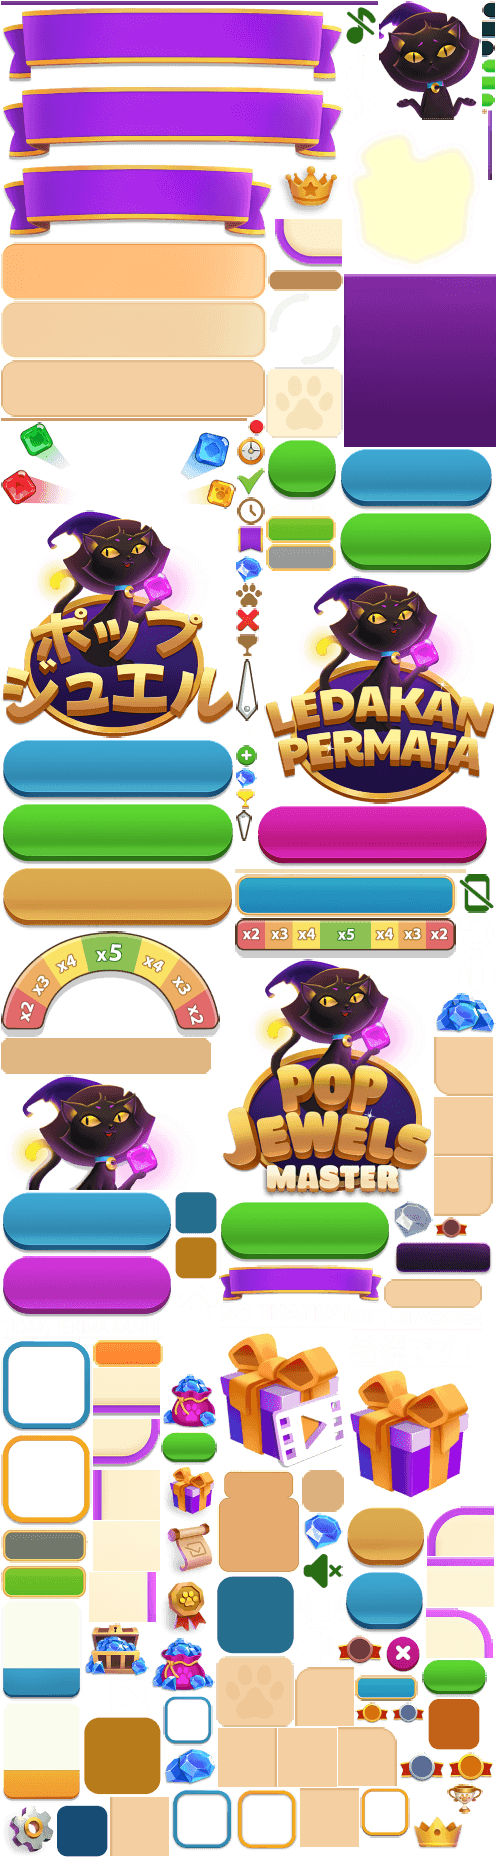 ポップ
ジュエル
LEDAKAN
PERMATA
x2 x3 x4 x5 x4 x3 x2
x2 x3 x4 x5 x4 x3 x2
POP
JEWELS
MASTER